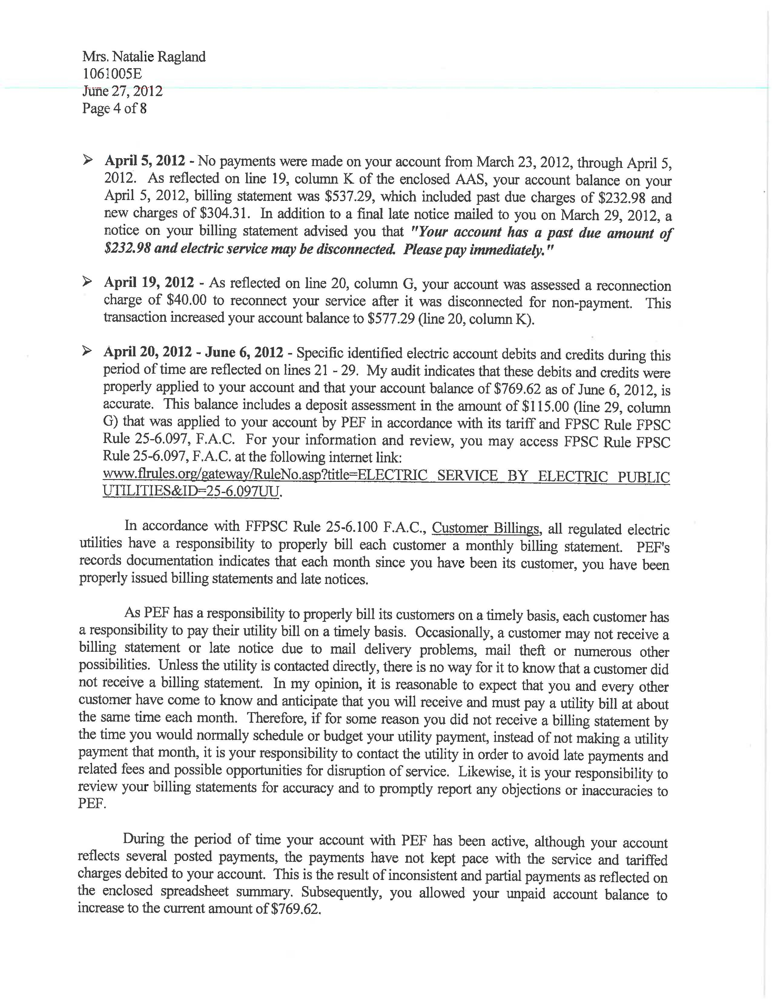 Mrs. Natalie Ragland
1061005E
June 27, 2012
Page 4 of 8
➢ April 5, 2012 - No payments were made on your account from March 23, 2012, through April 5,
2012. As reflected on line 19, column K of the enclosed AAS, your account balance on your
April 5, 2012, billing statement was $537.29, which included past due charges of $232.98 and
new charges of $304.31. In addition to a final late notice mailed to you on March 29, 2012, a
notice on your billing statement advised you that "Your account has a past due amount of
$232.98 and electric service may be disconnected. Please pay immediately."
➢ April 19, 2012 - As reflected on line 20, column G, your account was assessed a reconnection
charge of $40.00 to reconnect your service after it was disconnected for non-payment. This
transaction increased your account balance to $577.29 (line 20, column K).
➢ April 20, 2012 - June 6, 2012 - Specific identified electric account debits and credits during this
period of time are reflected on lines 21 - 29. My audit indicates that these debits and credits were
properly applied to your account and that your account balance of $769.62 as of June 6, 2012, is
accurate. This balance includes a deposit assessment in the amount of $115.00 (line 29, column
G) that was applied to your account by PEF in accordance with its tariff and FPSC Rule FPSC
Rule 25-6.097, F.A.C. For your information and review, you may access FPSC Rule FPSC
Rule 25-6.097, F.A.C. at the following internet link:
www.flrules.org/gateway/RuleNo.asp?title=ELECTRIC SERVICE BY ELECTRIC PUBLIC
UTILITIES&ID=25-6.097UU.
In accordance with FFPSC Rule 25-6.100 F.A.C., Customer Billings, all regulated electric
utilities have a responsibility to properly bill each customer a monthly billing statement. PEF's
records documentation indicates that each month since you have been its customer, you have been
properly issued billing statements and late notices.
As PEF has a responsibility to properly bill its customers on a timely basis, each customer has
a responsibility to pay their utility bill on a timely basis. Occasionally, a customer may not receive a
billing statement or late notice due to mail delivery problems, mail theft or numerous other
possibilities. Unless the utility is contacted directly, there is no way for it to know that a customer did
not receive a billing statement. In my opinion, it is reasonable to expect that you and every other
customer have come to know and anticipate that you will receive and must pay a utility bill at about
the same time each month. Therefore, if for some reason you did not receive a billing statement by
the time you would normally schedule or budget your utility payment, instead of not making a utility
payment that month, it is your responsibility to contact the utility in order to avoid late payments and
related fees and possible opportunities for disruption of service. Likewise, it is your responsibility to
review your billing statements for accuracy and to promptly report any objections or inaccuracies to
PEF.
During the period of time your account with PEF has been active, although your account
reflects several posted payments, the payments have not kept pace with the service and tariffed
charges debited to your account. This is the result of inconsistent and partial payments as reflected on
the enclosed spreadsheet summary. Subsequently, you allowed your unpaid account balance to
increase to the current amount of $769.62.